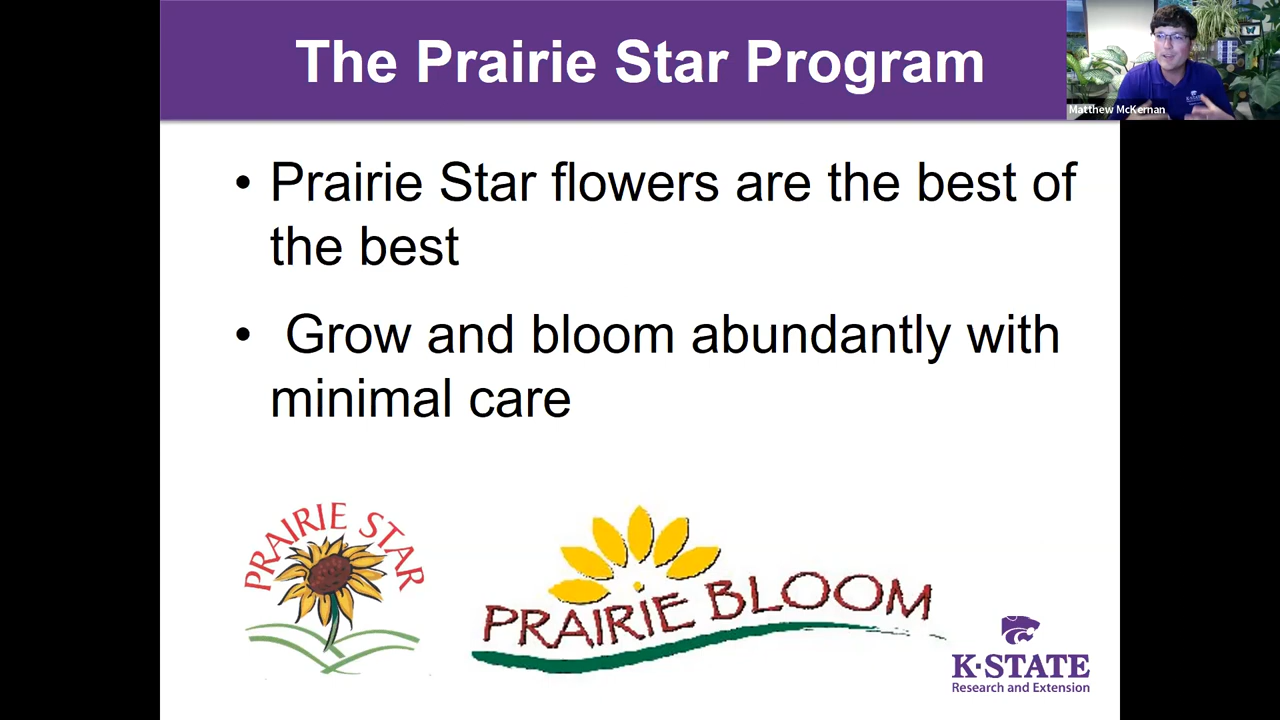 The Prairie Star Program
K-STATE
Matthew McKernan
• Prairie Star flowers are the best of
the best
• Grow and bloom abundantly with
minimal care
PRAIRIE STAR
PRAIRIE BLOOM
K-STATE
Research and Extension